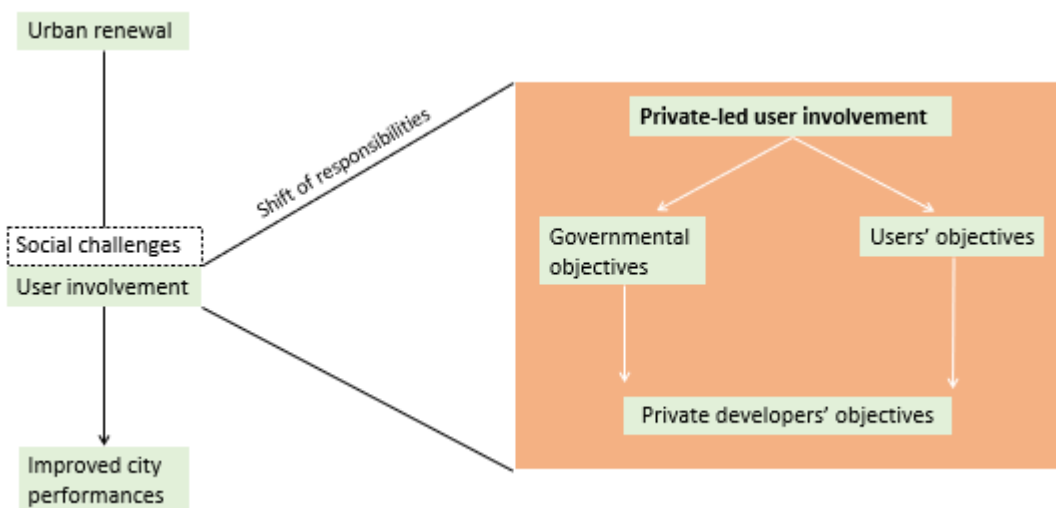 Urban renewal
Social challenges
User involvement
Improved city
performances
Shift of responsibilities
Private-led user involvement
Governmental
objectives
Users’ objectives
Private developers’ objectives